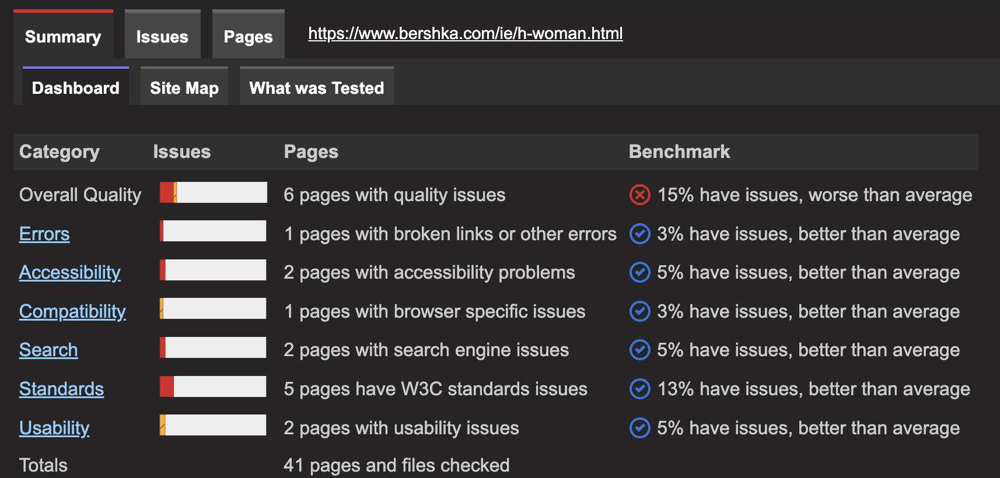 Summary Issues Pages https://www.bershka.com/ie/h-woman.html
Dashboard Site Map What was Tested
Category Issues Pages Benchmark
Overall Quality 6 pages with quality issues 15% have issues, worse than average
Errors 1 pages with broken links or other errors 3% have issues, better than average
Accessibility 2 pages with accessibility problems 5% have issues, better than average
Compatibility 1 pages with browser specific issues 3% have issues, better than average
Search 2 pages with search engine issues 5% have issues, better than average
Standards 5 pages have W3C standards issues 13% have issues, better than average
Usability 2 pages with usability issues 5% have issues, better than average
Totals 41 pages and files checked